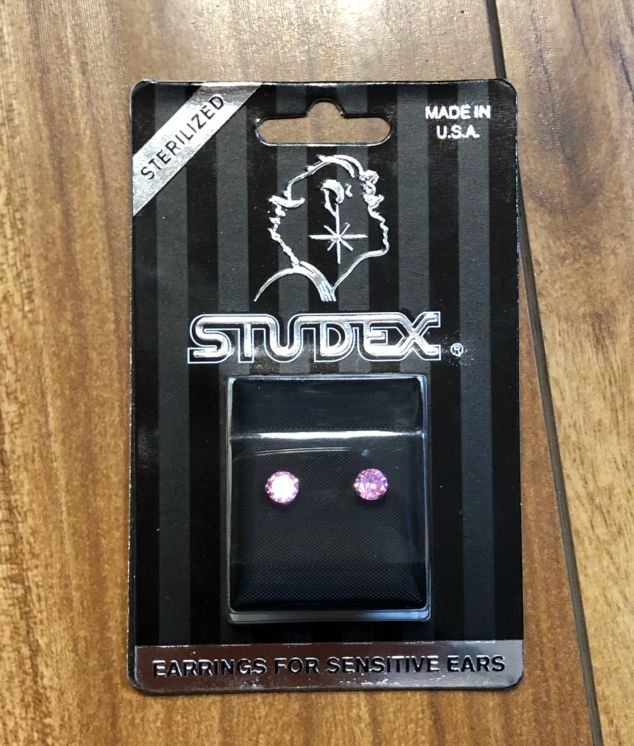 STERILIZED
MADE IN
U.S.A.
STUDEX®
EARRINGS FOR SENSITIVE EARS